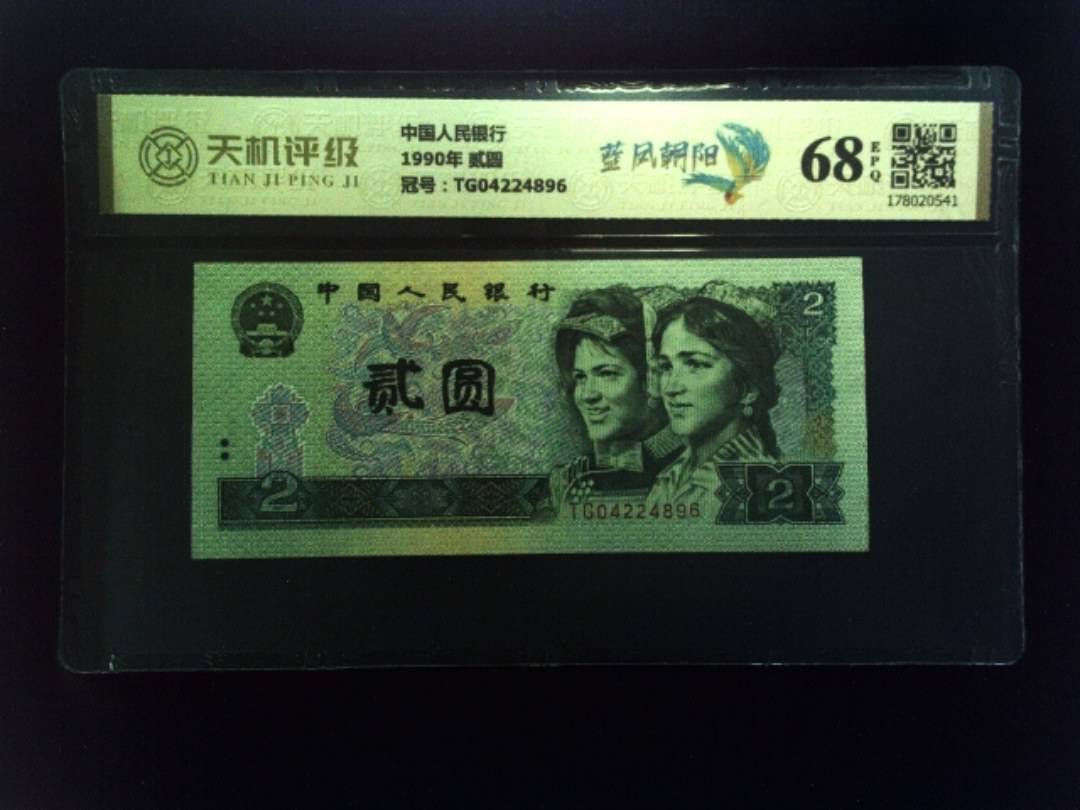 天机评级
TIAN JI PING JI
中国人民银行
1990年 贰圆
冠号：TG04224896
蓝凤朝阳
68
EPQ
178020541
中国人民银行
2
贰圆
2
TG04224896
2